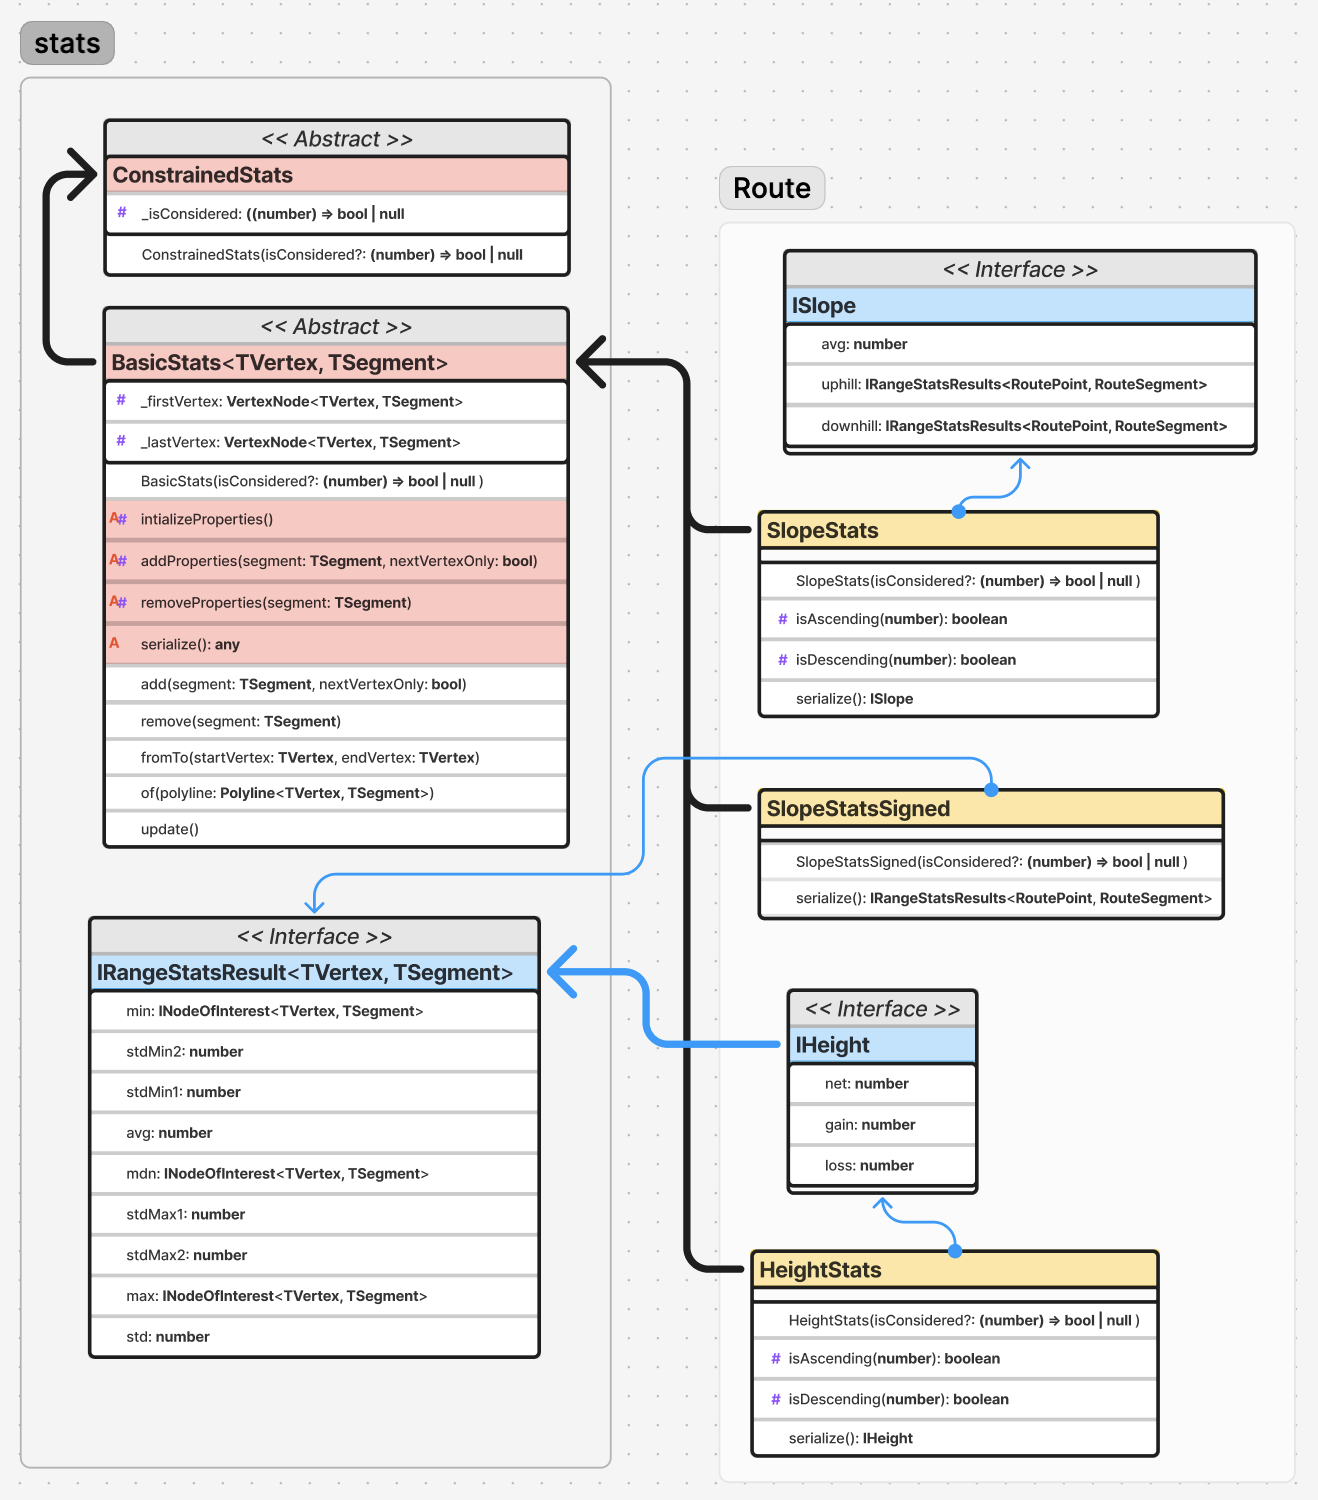 stats
<< Abstract >>
ConstrainedStats
# _isConsidered: ((number) => bool | null
ConstrainedStats(isConsidered?: (number) => bool | null
<< Abstract >>
BasicStats<TVertex, TSegment>
# _firstVertex: VertexNode<TVertex, TSegment>
# _lastVertex: VertexNode<TVertex, TSegment>
BasicStats(isConsidered?: (number) => bool | null )
A# intializeProperties()
A# addProperties(segment: TSegment, nextVertexOnly: bool)
A# removeProperties(segment: TSegment)
A serialize(): any
add(segment: TSegment, nextVertexOnly: bool)
remove(segment: TSegment)
fromTo(startVertex: TVertex, endVertex: TVertex)
of(polyline: Polyline<TVertex, TSegment>)
update()
<< Interface >>
IRangeStatsResult<TVertex, TSegment>
min: INodeOfInterest<TVertex, TSegment>
stdMin2: number
stdMin1: number
avg: number
mdn: INodeOfInterest<TVertex, TSegment>
stdMax1: number
stdMax2: number
max: INodeOfInterest<TVertex, TSegment>
std: number
Route
<< Interface >>
ISlope
avg: number
uphill: IRangeStatsResults<RoutePoint, RouteSegment>
downhill: IRangeStatsResults<RoutePoint, RouteSegment>
SlopeStats
SlopeStats(isConsidered?: (number) => bool | null )
# isAscending(number): boolean
# isDescending(number): boolean
serialize(): ISlope
SlopeStatsSigned
SlopeStatsSigned(isConsidered?: (number) => bool | null )
serialize(): IRangeStatsResults<RoutePoint, RouteSegment>
<< Interface >>
IHeight
net: number
gain: number
loss: number
HeightStats
HeightStats(isConsidered?: (number) => bool | null )
# isAscending(number): boolean
# isDescending(number): boolean
serialize(): IHeight